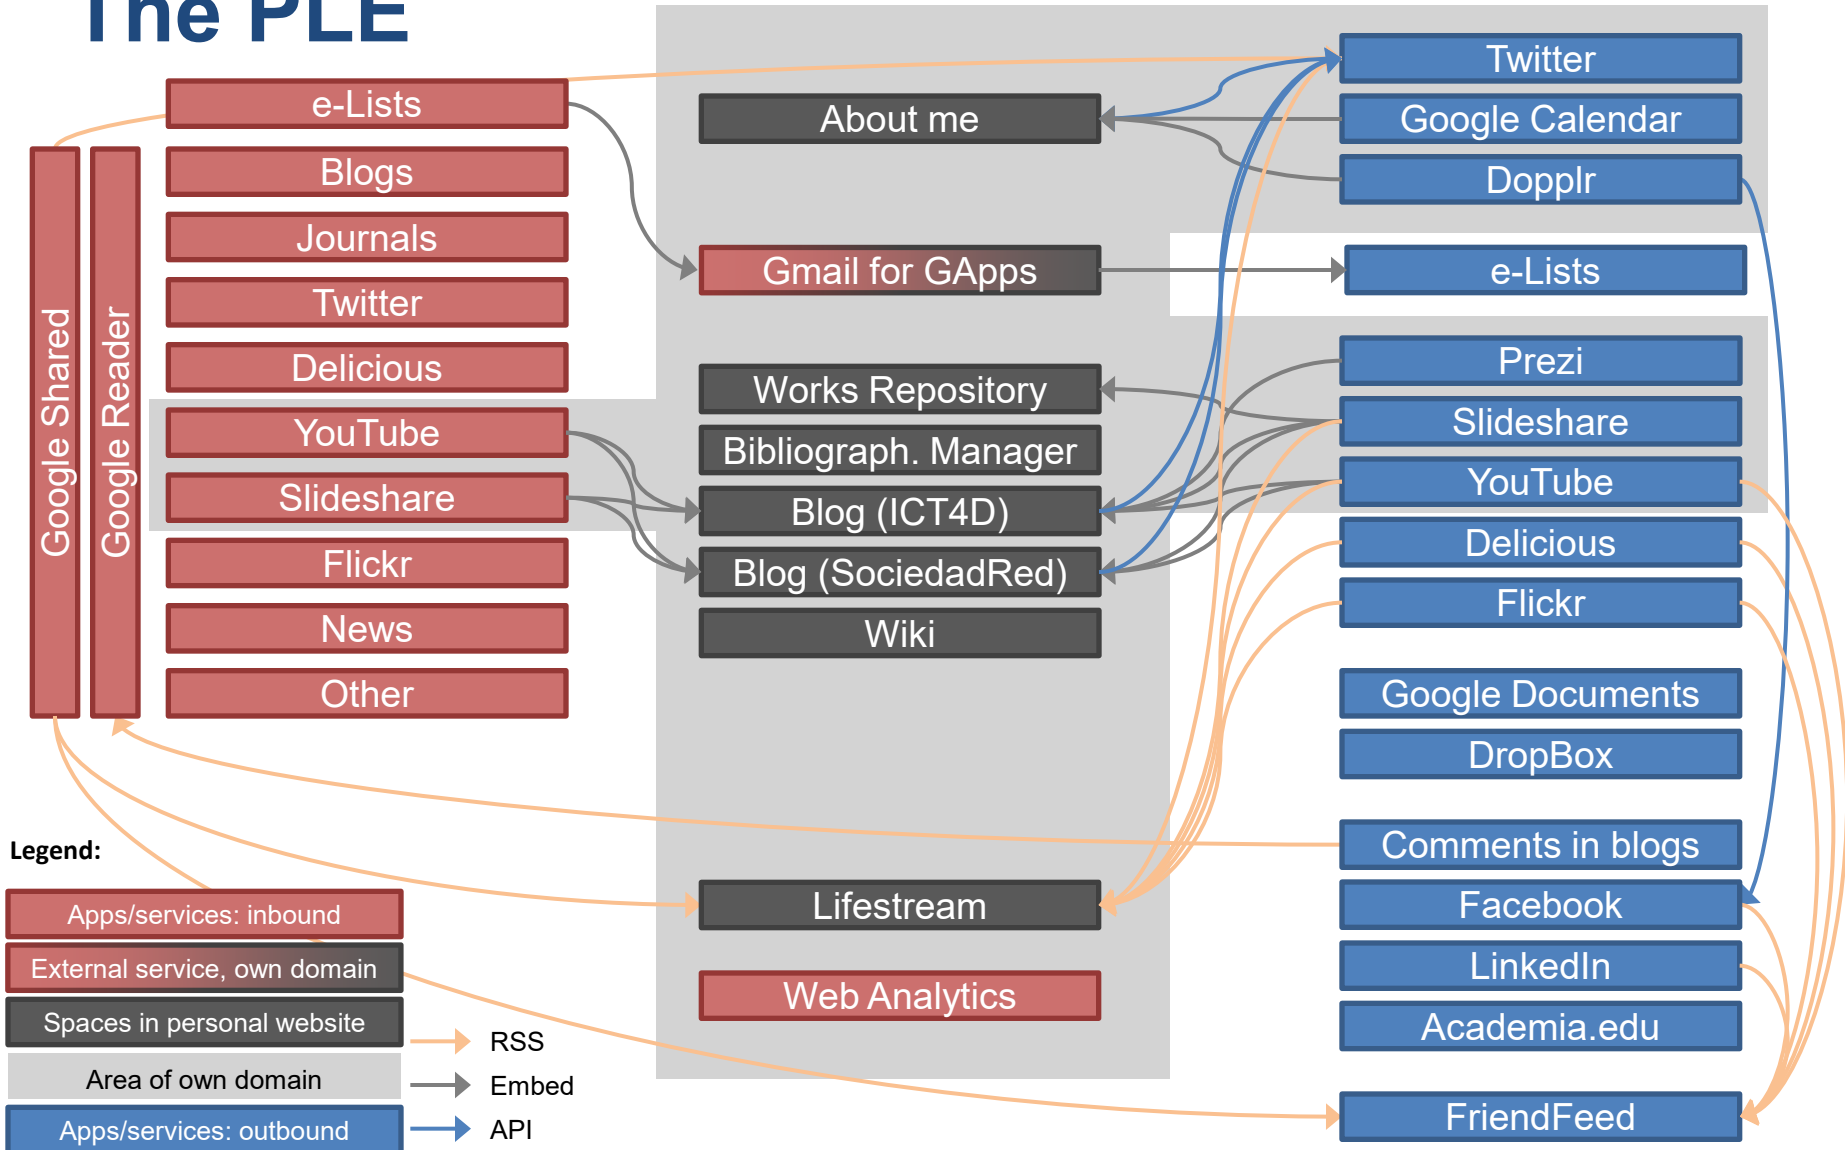 The PLE
Google Shared
Google Reader
e-Lists
Blogs
Journals
Twitter
Delicious
YouTube
Slideshare
Flickr
News
Other
About me
Gmail for GApps
Works Repository
Bibliograph. Manager
Blog (ICT4D)
Blog (SociedadRed)
Wiki
Lifestream
Web Analytics
Twitter
Google Calendar
Dopplr
e-Lists
Prezi
Slideshare
YouTube
Delicious
Flickr
Google Documents
DropBox
Comments in blogs
Facebook
LinkedIn
Academia.edu
FriendFeed
Legend:
Apps/services: inbound
External service, own domain
Spaces in personal website
Area of own domain
Apps/services: outbound
RSS
Embed
API